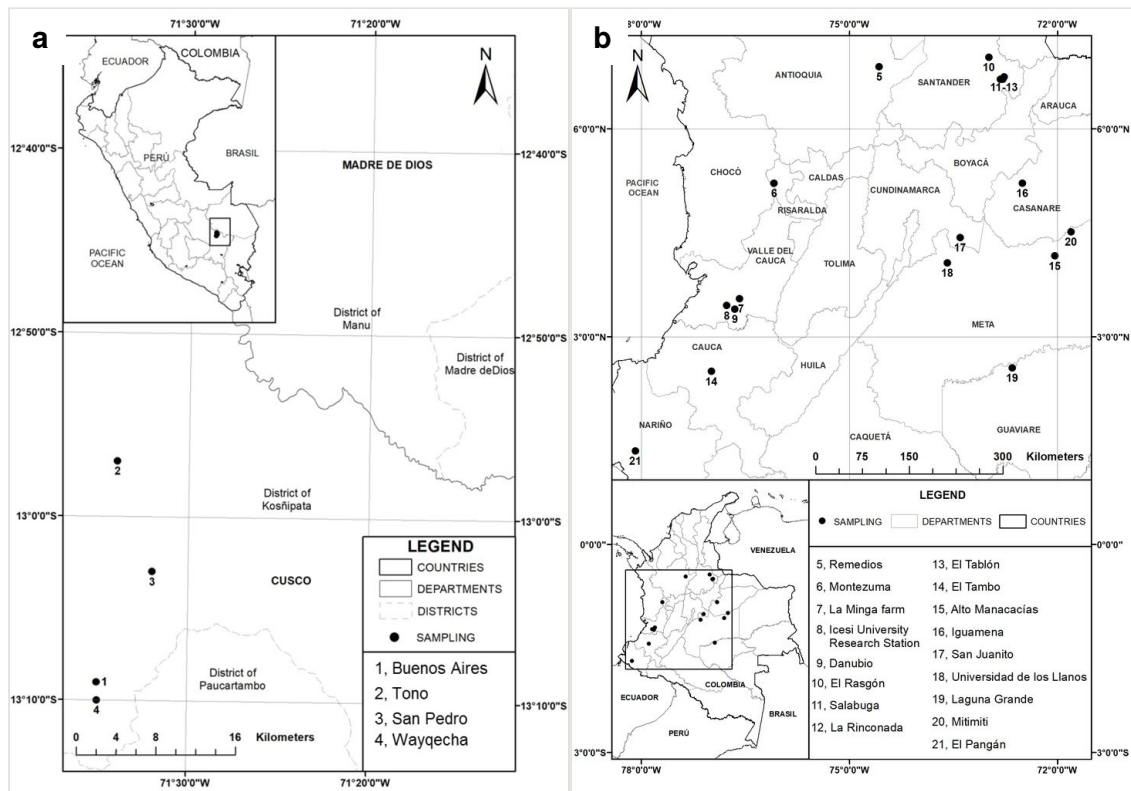 a
71°30'0"W
71°20'0"W
COLOMBIA
ECUADOR
N
12°40'0"S
12°40'0"S
PERÚ
BRASIL
MADRE DE DIOS
PACIFIC
OCEAN
District of
Manu
12°50'0"S
12°50'0"S
District of
Madre deDios
2
District of
Kosñipata
13°0'0"S
13°0'0"S
3
CUSCO
LEGEND
COUNTRIES
DEPARTMENTS
DISTRICTS
SAMPLING
District of
Paucartambo
1
4
13°10'0"S
13°10'0"S
1, Buenos Aires
2, Tono
3, San Pedro
4, Wayqecha
0 4 8 12 16 Kilometers
71°30'0"W
71°20'0"W
b
8°0'0"W
75°0'0"W
72°0'0"W
N
ANTIOQUIA
5
SANTANDER
10
11-13
ARAUCA
6°0'0"N
6°0'0"N
PACIFIC
OCEAN
CHOCÓ
6
CALDAS
RISARALDA
CUNDINAMARCA
BOYACÁ
16
CASANARE
VALLE DEL
CAUCA
TOLIMA
17
18
20
15
7
8
9
META
3°0'0"N
3°0'0"N
CAUCA
14
HUILA
19
NARIÑO
CAQUETÁ
GUAVIARE
21
0 75 150 225 300 Kilometers
LEGEND
SAMPLING DEPARTMENTS COUNTRIES
0°0'0"
0°0'0"
VENEZUELA
COLOMBIA
ECUADOR
BRASIL
PERÚ
5, Remedios
6, Montezuma
7, La Minga farm
8, Icesi University
Research Station
9, Danubio
10, El Rasgón
11, Salabuga
12, La Rinconada
13, El Tablón
14, El Tambo
15, Alto Manacacías
16, Iguamena
17, San Juanito
18, Universidad de los Llanos
19, Laguna Grande
20, Mitimiti
21, El Pangán
3°0'0"S
3°0'0"S
78°0'0"W
75°0'0"W
72°0'0"W